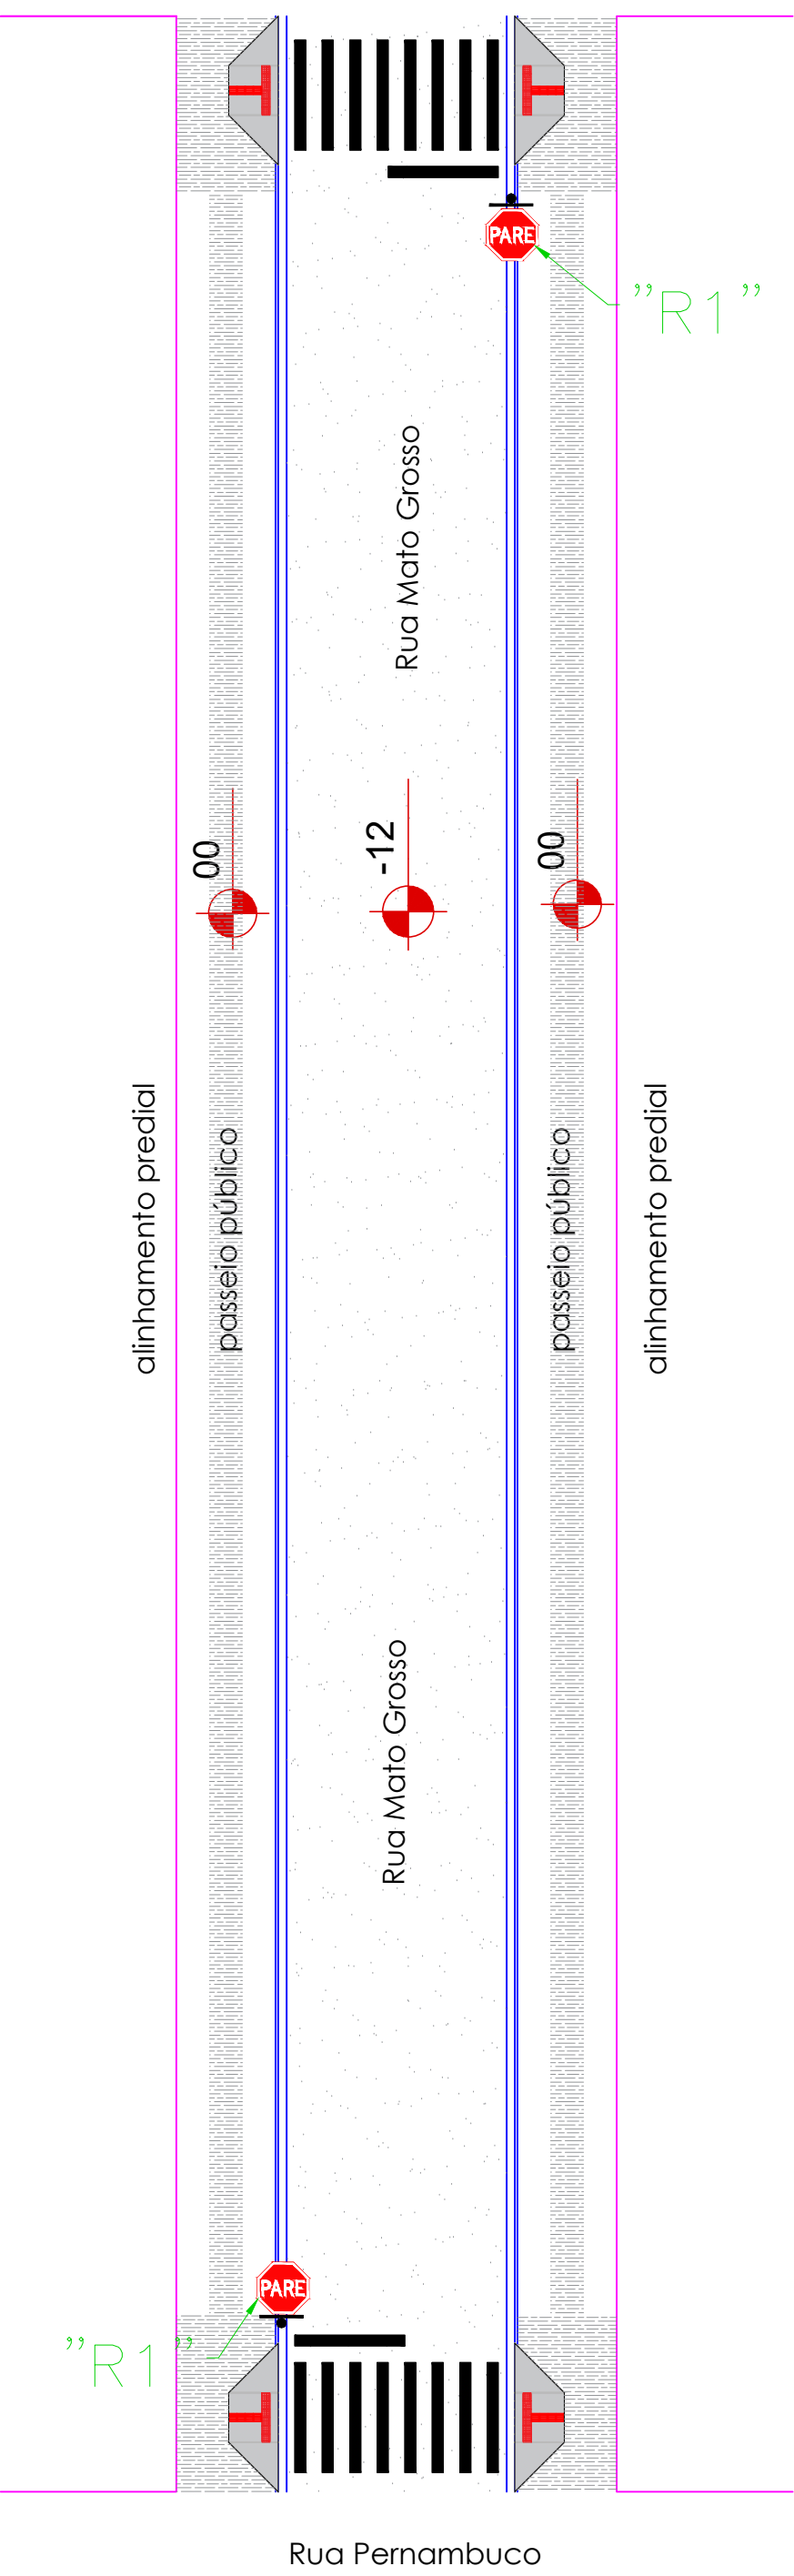 PARE
"R1"
Rua Mato Grosso
00
-12
00
alinhamento predial
passeio público
passeio público
alinhamento predial
Rua Mato Grosso
PARE
"R1"
Rua Pernambuco